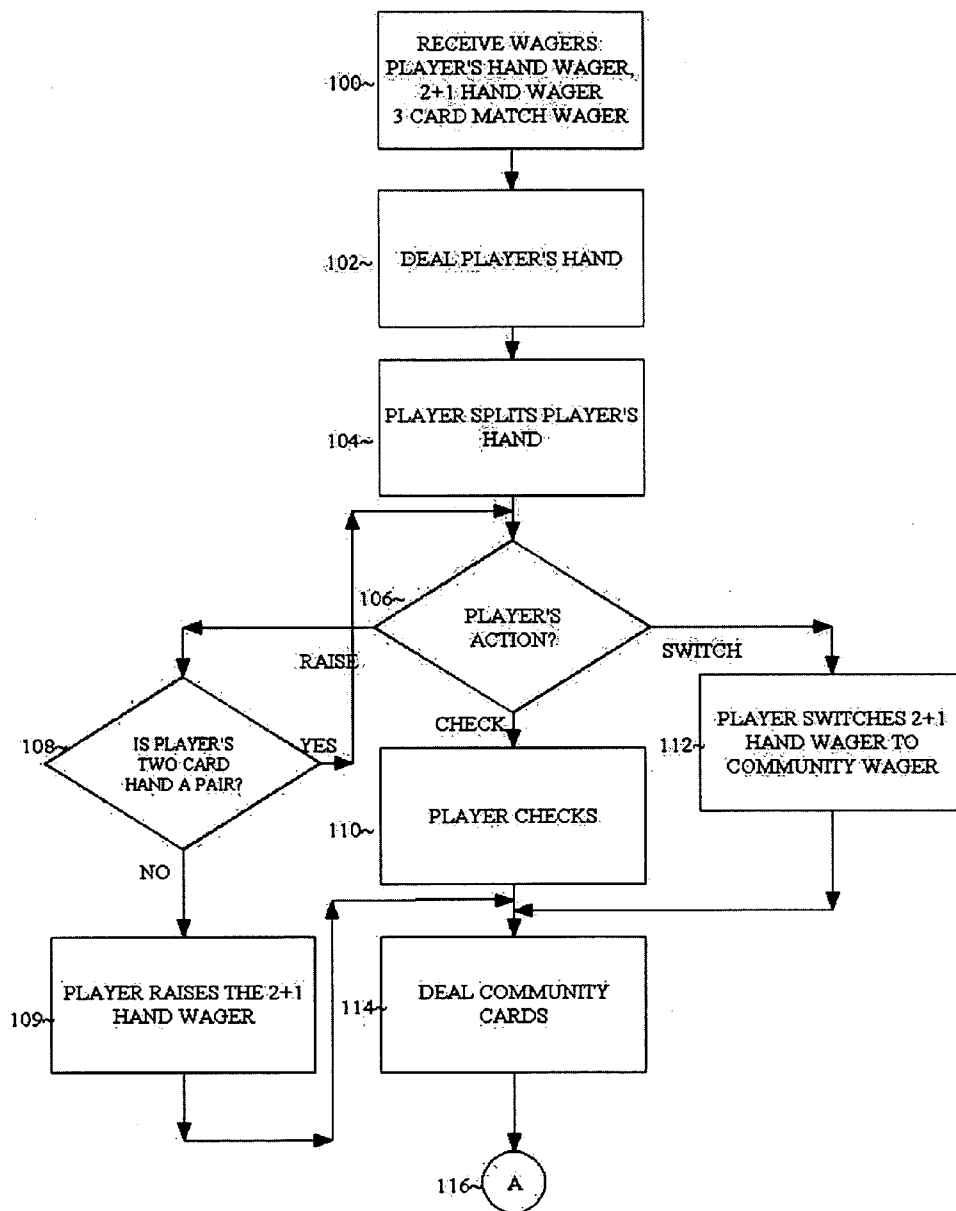 RECEIVE WAGERS:
PLAYER'S HAND WAGER,
100~
2+1 HAND WAGER
3 CARD MATCH WAGER
102~
DEAL PLAYER'S HAND
PLAYER SPLITS PLAYER'S
104~
HAND
106~
PLAYER'S
ACTION?
RAISE
SWITCH
CHECK
108~
IS PLAYER'S
TWO CARD
HAND A PAIR?
YES
NO
PLAYER SWITCHES 2+1
112~
HAND WAGER TO
COMMUNITY WAGER
110~
PLAYER CHECKS
PLAYER RAISES THE 2+1
109~
HAND WAGER
DEAL COMMUNITY
114~
CARDS
116~
A